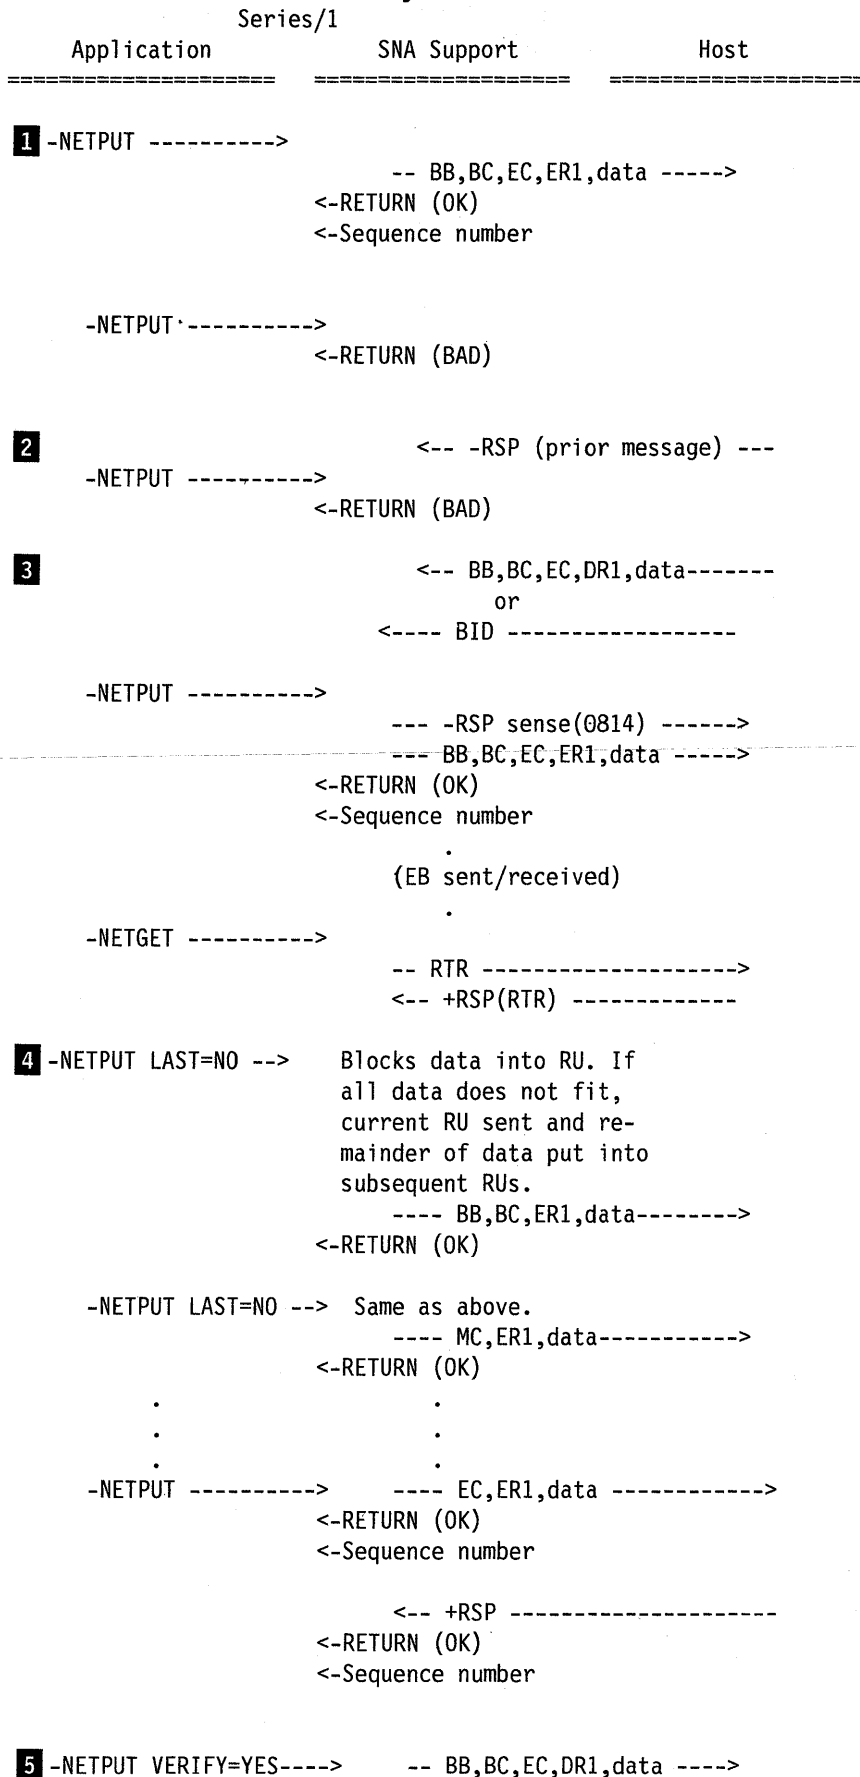 Series/1
Application SNA Support Host
===================== ==================== ====================
1 -NETPUT ---------->
-- BB,BC,EC,ER1,data ----->
<-RETURN (OK)
<-Sequence number
-NETPUT ---------->
<-RETURN (BAD)
2 <-- -RSP (prior message) ---
-NETPUT ---------->
<-RETURN (BAD)
3 <-- BB,BC,EC,DR1,data-------
or
<---- BID ------------------
-NETPUT ---------->
--- -RSP sense(0814) ------>
--- BB,BC,EC,ER1,data ----->
<-RETURN (OK)
<-Sequence number
.
(EB sent/received)
.
-NETGET ---------->
-- RTR -------------------->
<-- +RSP(RTR) -------------
4 -NETPUT LAST=NO --> Blocks data into RU. If
all data does not fit,
current RU sent and re-
mainder of data put into
subsequent RUs.
---- BB,BC,ER1,data-------->
<-RETURN (OK)
-NETPUT LAST=NO --> Same as above.
---- MC,ER1,data----------->
<-RETURN (OK)
. .
. .
. .
-NETPUT ----------> ---- EC,ER1,data ------------>
<-RETURN (OK)
<-Sequence number
<-- +RSP ---------------------
<-RETURN (OK)
<-Sequence number
5 -NETPUT VERIFY=YES----> -- BB,BC,EC,DR1,data ---->